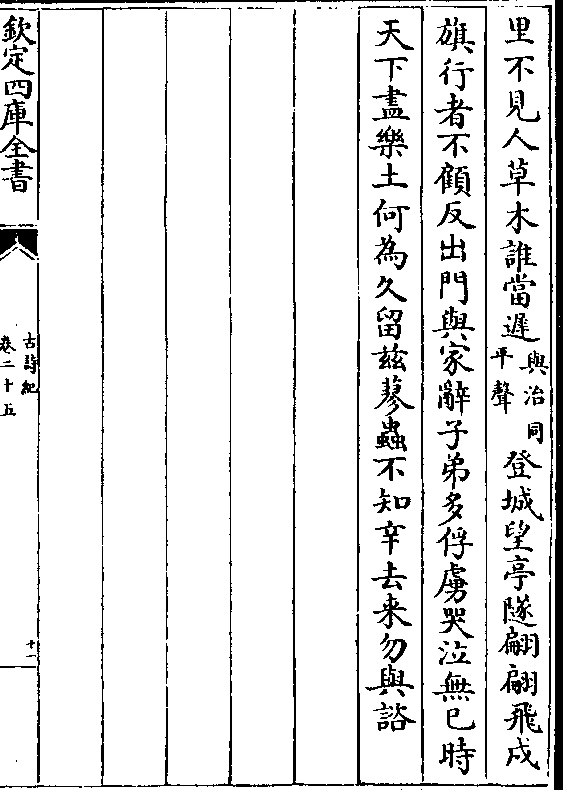 里不見人草木誰當遲與治同平聲登城望亭隧翩翩飛戍
旗行者不顧反出門與家辭子弟多俘虜哭泣無已時
天下盡樂土何為久留茲蓼蟲不知辛去来勿與諮
欽定四庫全書
古詩紀
卷二十五
十一